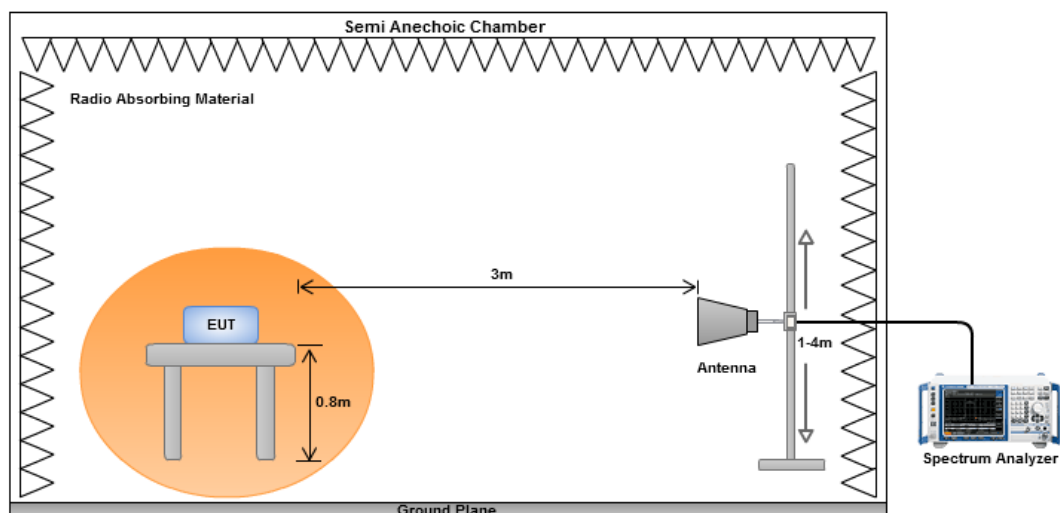 Semi Anechoic Chamber
Radio Absorbing Material
3m
EUT
1-4m
Antenna
0.8m
Spectrum Analyzer
Ground Plane